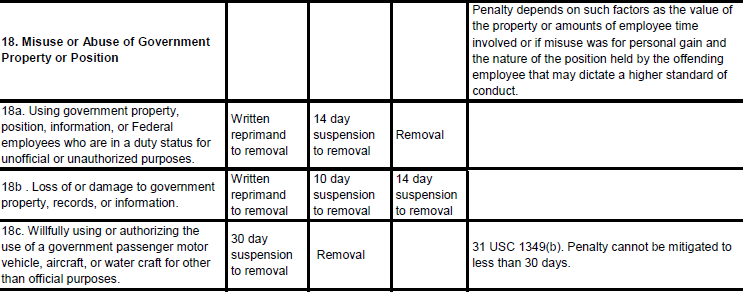 18. Misuse or Abuse of Government
Property or Position
Penalty depends on such factors as the value of
the property or amounts of employee time
involved or if misuse was for personal gain and
the nature of the position held by the offending
employee that may dictate a higher standard of
conduct.
18a. Using government property,
position, information, or Federal
employees who are in a duty status for
unofficial or unauthorized purposes.
Written
reprimand
to removal
14 day
suspension
to removal
Removal
18b . Loss of or damage to government
property, records, or information.
Written
reprimand
to removal
10 day
suspension
to removal
14 day
suspension
to removal
18c. Willfully using or authorizing the
use of a government passenger motor
vehicle, aircraft, or water craft for other
than official purposes.
30 day
suspension
to removal
Removal
31 USC 1349(b). Penalty cannot be mitigated to
less than 30 days.